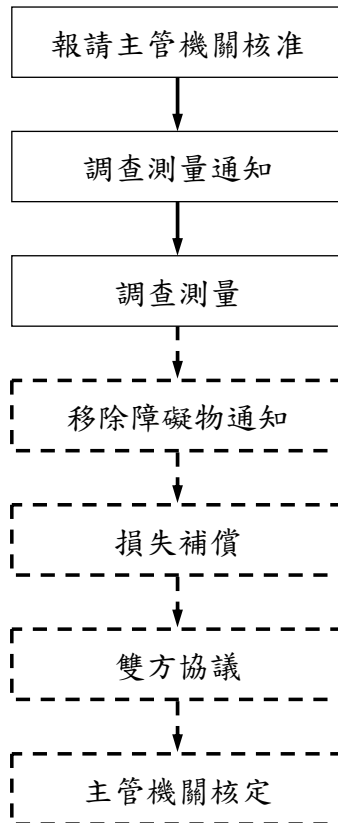 報請主管機關核准
調查測量通知
調查測量
移除障礙物通知
損失補償
雙方協議
主管機關核定